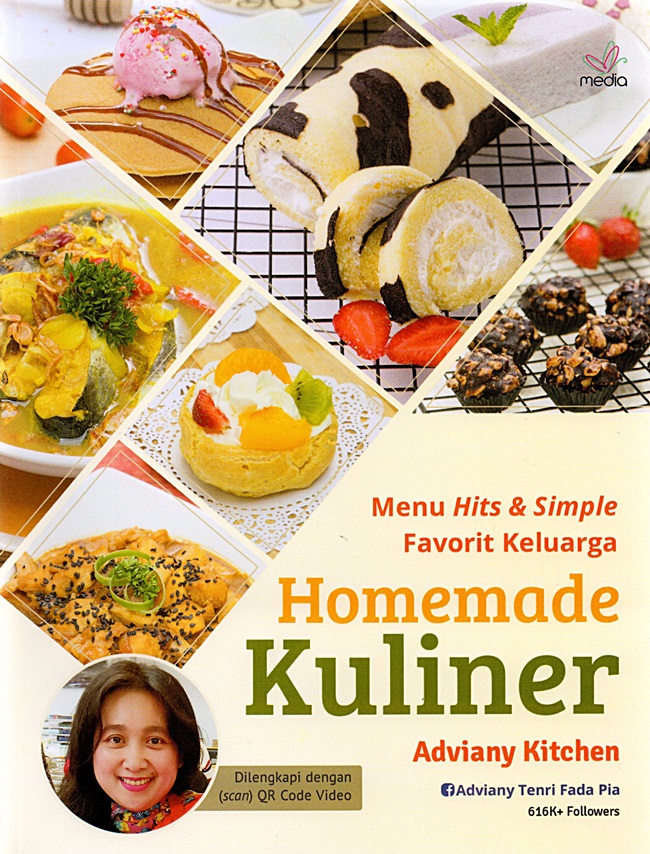 media
Menu Hits & Simple
Favorit Keluarga
Homemade
Kuliner
Adviany Kitchen
Dilengkapi dengan
(scan) QR Code Video
Adviany Tenri Fada Pia
616K+ Followers